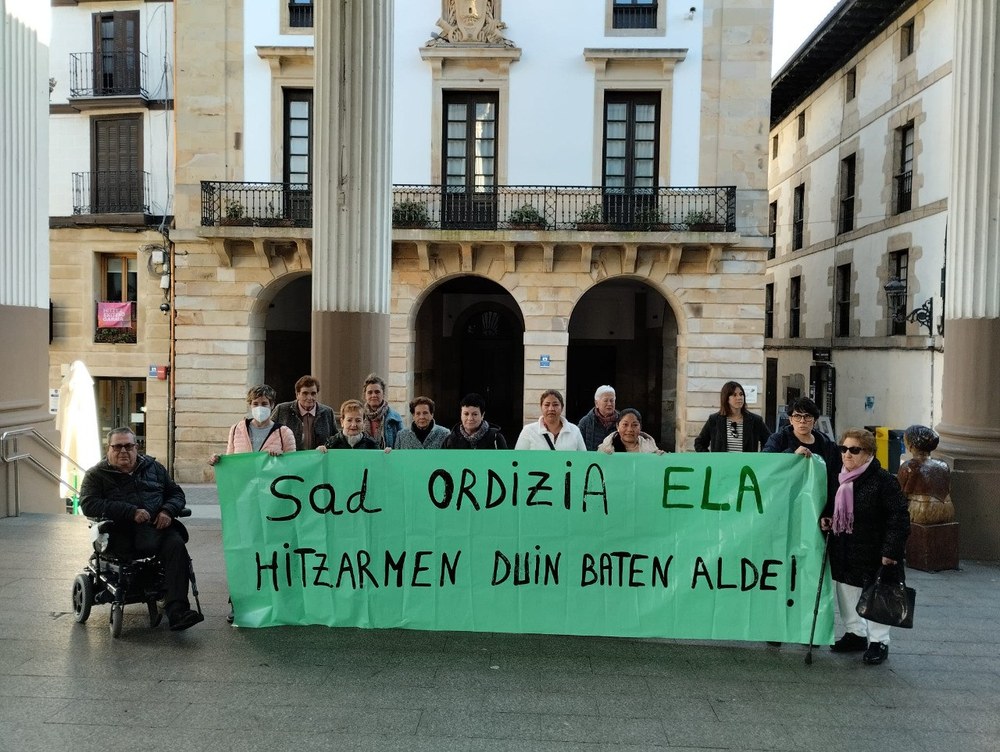 Sad ORDIZIA ELA
HITZARMEN DUIN BATEN ALDE!